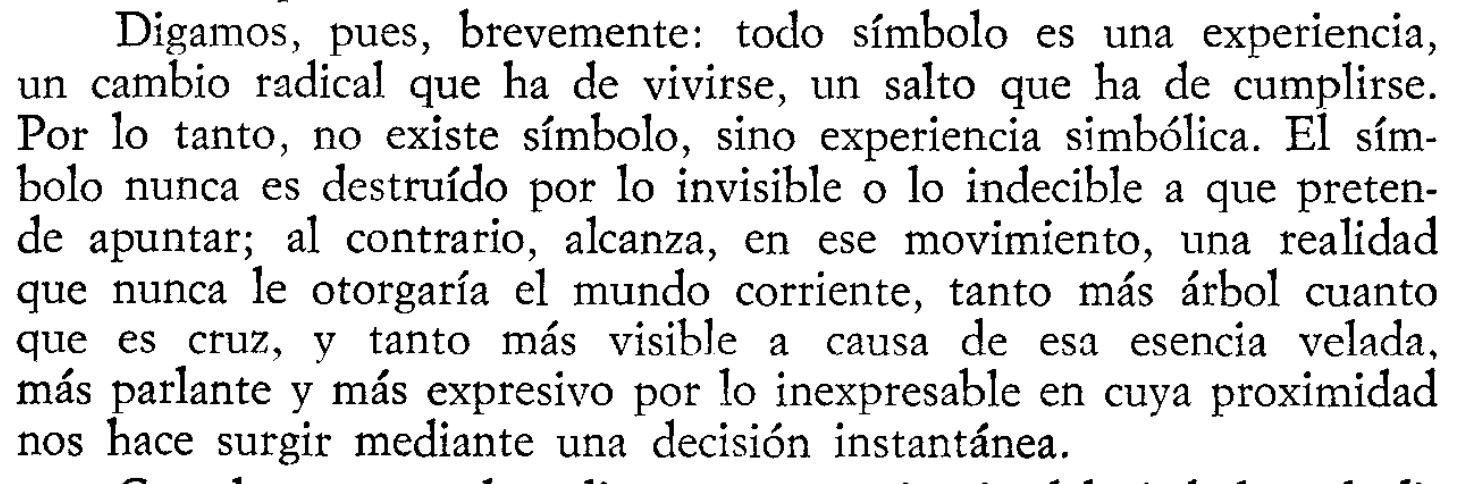 Digamos, pues, brevemente: todo símbolo es una experiencia,
un cambio radical que ha de vivirse, un salto que ha de cumplirse.
Por lo tanto, no existe símbolo, sino experiencia simbólica. El sím-
bolo nunca es destruído por lo invisible o lo indecible a que preten-
de apuntar; al contrario, alcanza, en ese movimiento, una realidad
que nunca le otorgaría el mundo corriente, tanto más árbol cuanto
que es cruz, y tanto más visible a causa de esa esencia velada,
más parlante y más expresivo por lo inexpresable en cuya proximidad
nos hace surgir mediante una decisión instantánea.